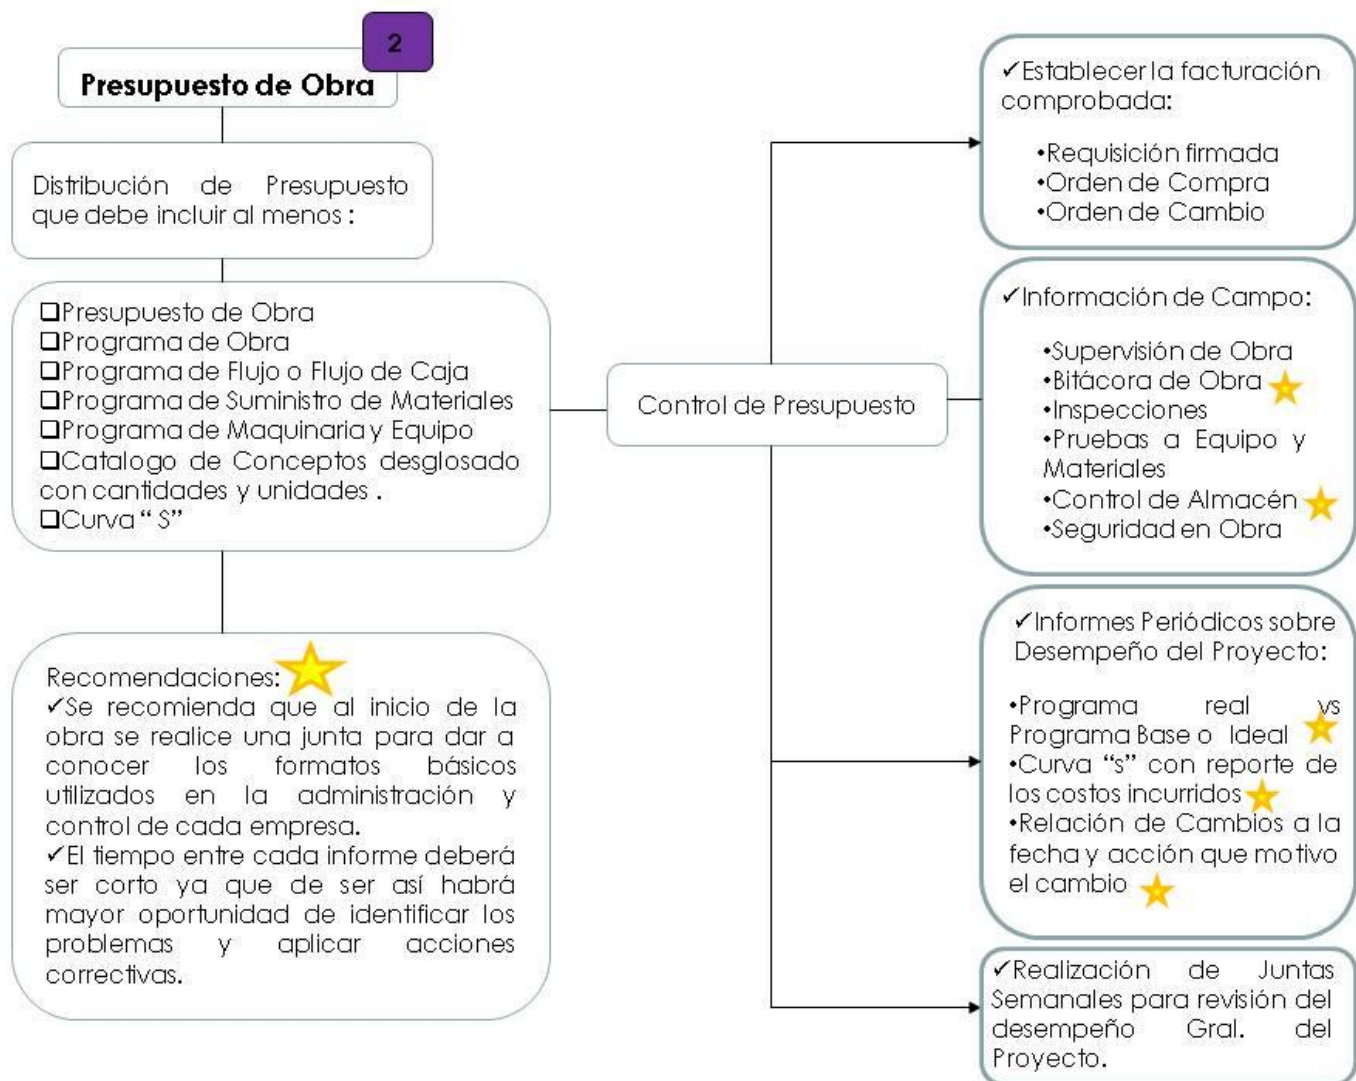 2
Presupuesto de Obra
Distribución de Presupuesto
que debe incluir al menos :
❑Presupuesto de Obra
❑Programa de Obra
❑Programa de Flujo o Flujo de Caja
❑Programa de Suministro de Materiales
❑Programa de Maquinaria y Equipo
❑Catalogo de Conceptos desglosado
con cantidades y unidades .
❑Curva “ S”
Recomendaciones:
✓Se recomienda que al inicio de la
obra se realice una junta para dar a
conocer los formatos básicos
utilizados en la administración y
control de cada empresa.
✓El tiempo entre cada informe deberá
ser corto ya que de ser así habrá
mayor oportunidad de identificar los
problemas y aplicar acciones
correctivas.
Control de Presupuesto
✓Establecer la facturación
comprobada:
•Requisición firmada
•Orden de Compra
•Orden de Cambio
✓Información de Campo:
•Supervisión de Obra
•Bitácora de Obra
•Inspecciones
•Pruebas a Equipo y
Materiales
•Control de Almacén
•Seguridad en Obra
✓Informes Periódicos sobre
Desempeño del Proyecto:
•Programa real vs
Programa Base o Ideal
•Curva “s” con reporte de
los costos incurridos
•Relación de Cambios a la
fecha y acción que motivo
el cambio
✓Realización de Juntas
Semanales para revisión del
desempeño Gral. del
Proyecto.